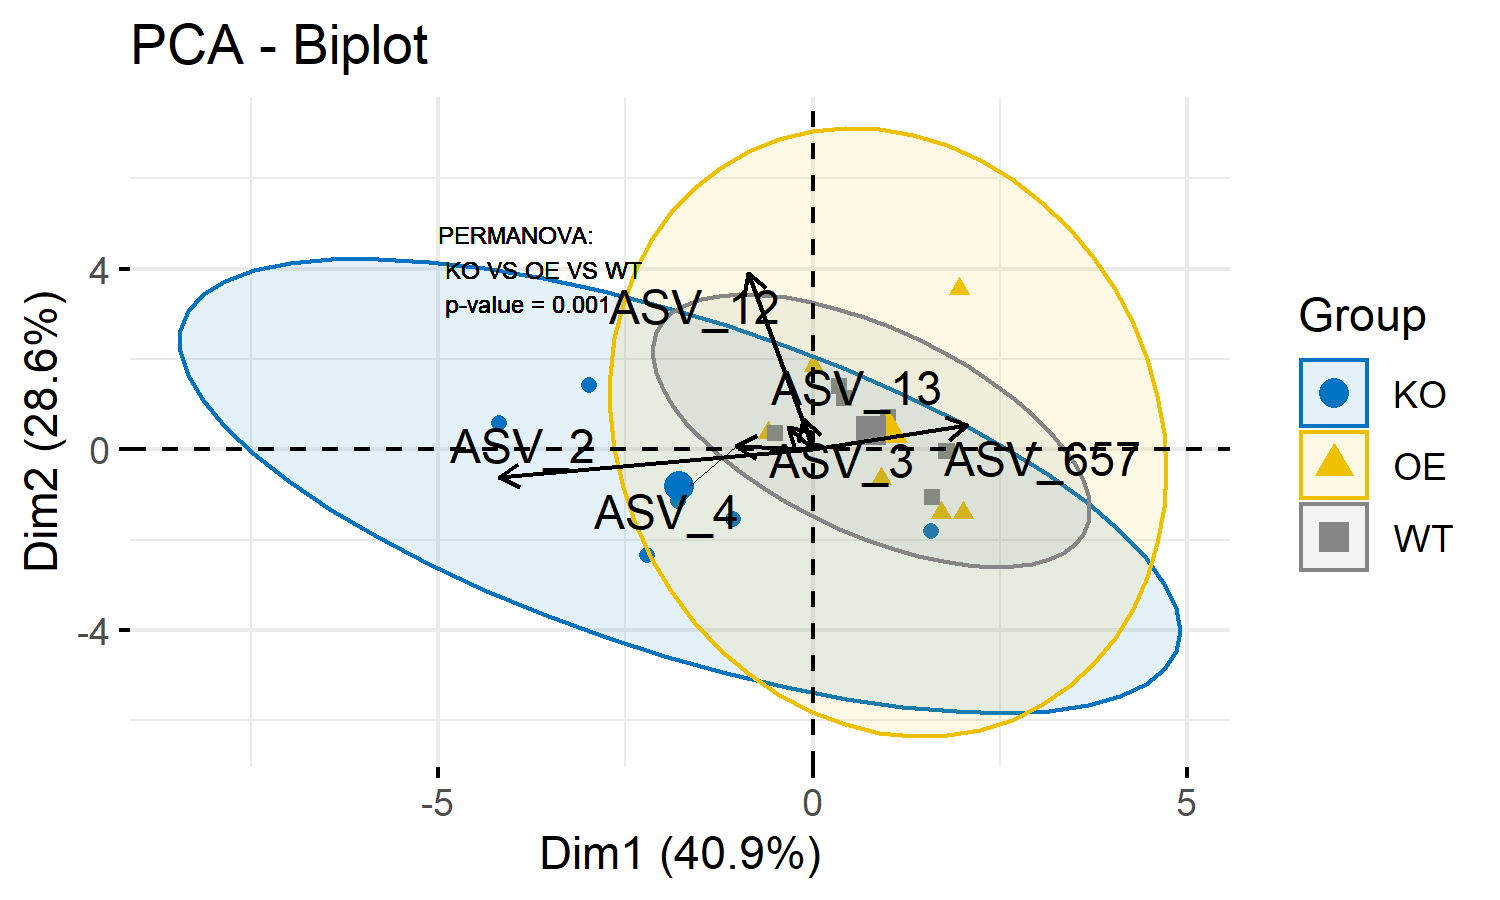 PCA - Biplot
PERMANOVA:
KO VS OE VS WT
p-value = 0.001
ASV_12
ASV_13
ASV_2
ASV_3
ASV_657
ASV_4
4
0
-4
Dim2 (28.6%)
-5
0
5
Dim1 (40.9%)
Group
KO
OE
WT